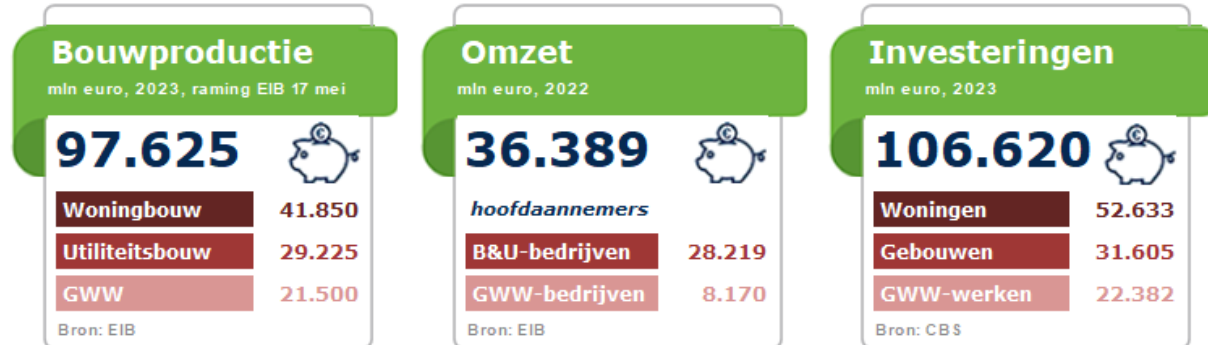 Bouwproductie
mln euro, 2023, raming EIB 17 mei
97.625
Woningbouw 41.850
Utiliteitsbouw 29.225
GWW 21.500
Bron: EIB
Omzet
mln euro, 2022
36.389
hoofdaannemers
B&U-bedrijven 28.219
GWW-bedrijven 8.170
Bron: EIB
Investeringen
mln euro, 2023
106.620
Woningen 52.633
Gebouwen 31.605
GWW-werken 22.382
Bron: CBS